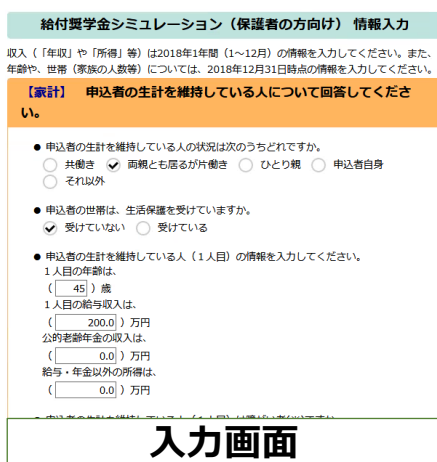 給付奨学金シミュレーション（保護者の方向け） 情報入力
収入（「年収」や「所得」等）は2018年1年間（1～12月）の情報を入力してください。また、
年齢や、世帯（家族の人数等）については、2018年12月31日時点の情報を入力してください。
【家計】 申込者の生計を維持している人について回答してくださ
い。
● 申込者の生計を維持している人の状況は次のうちどれですか。
共働き 両親とも居るが片働き ひとり親 申込者自身
それ以外
● 申込者の世帯は、生活保護を受けていますか。
受けていない 受けている
● 申込者の生計を維持している人（１人目）の情報を入力してください。
１人目の年齢は、
（ 45 ）歳
１人目の給与収入は、
（ 200.0 ）万円
公的老齢年金の収入は、
（ 0.0 ）万円
給与・年金以外の所得は、
（ 0.0 ）万円
入力画面